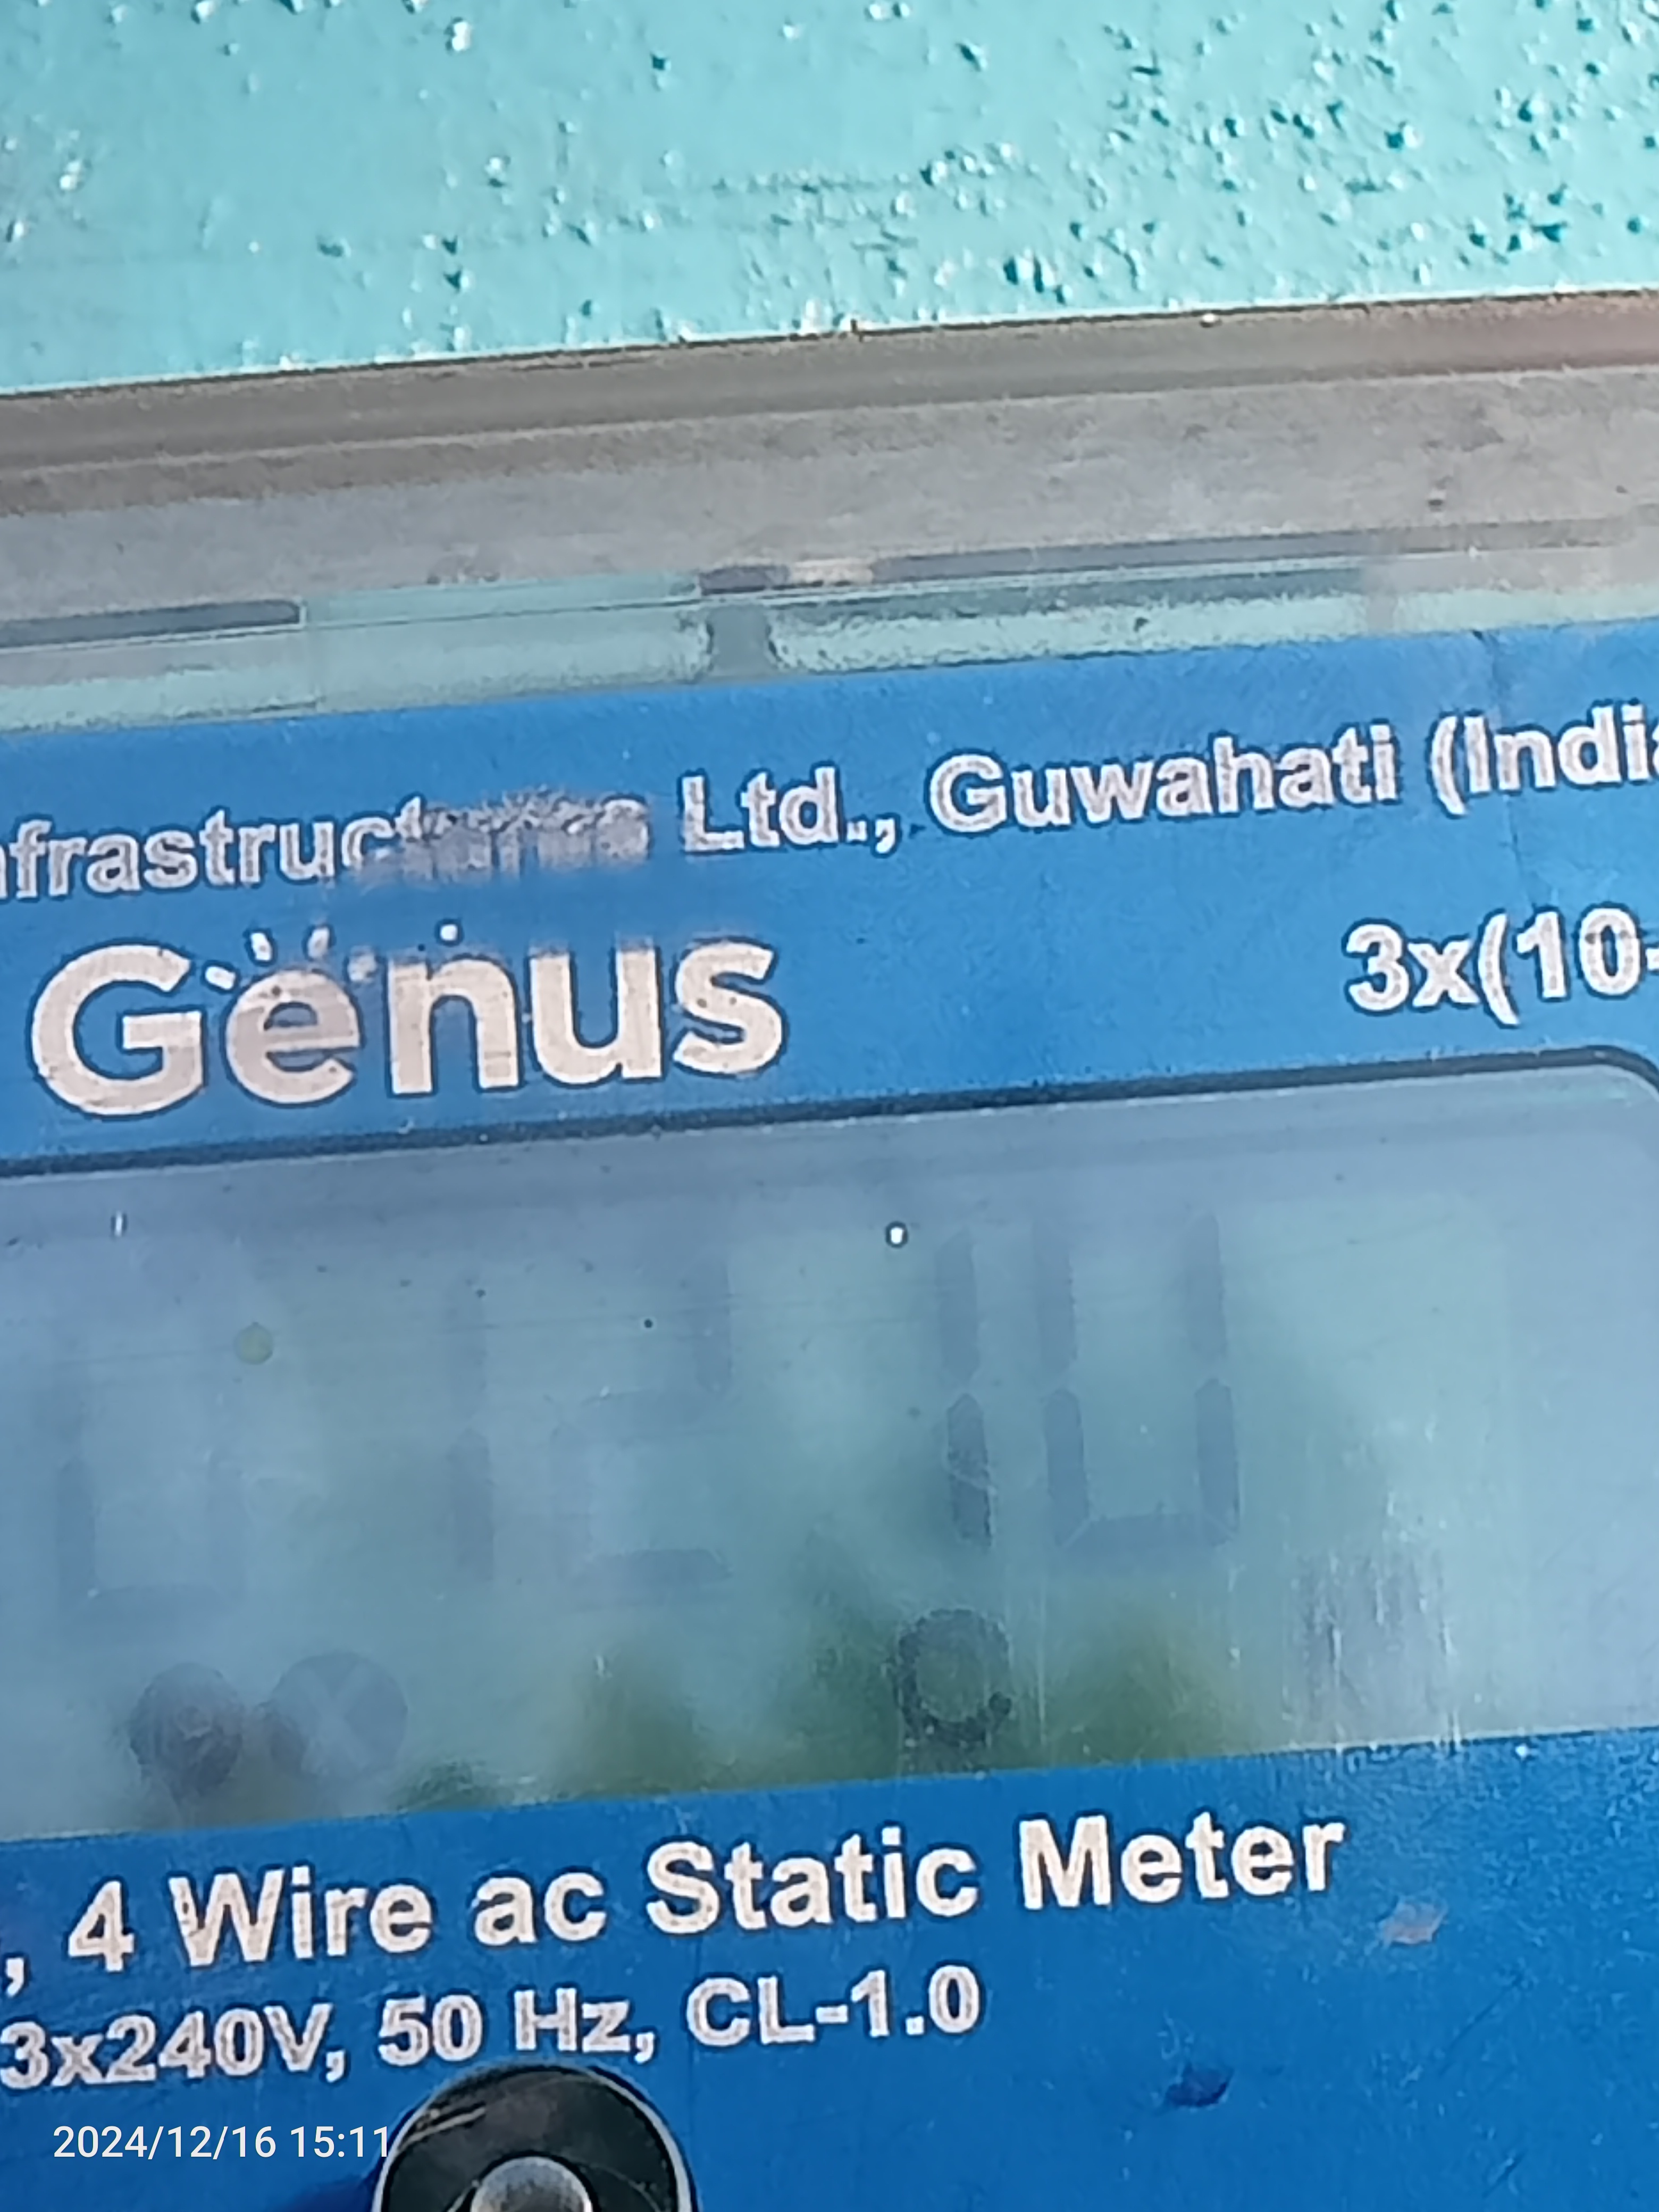 nfrastructures Ltd., Guwahati (Indi
Genus
3x(10-
, 4 Wire ac Static Meter
3x240V, 50 Hz, CL-1.0
2024/12/16 15:11